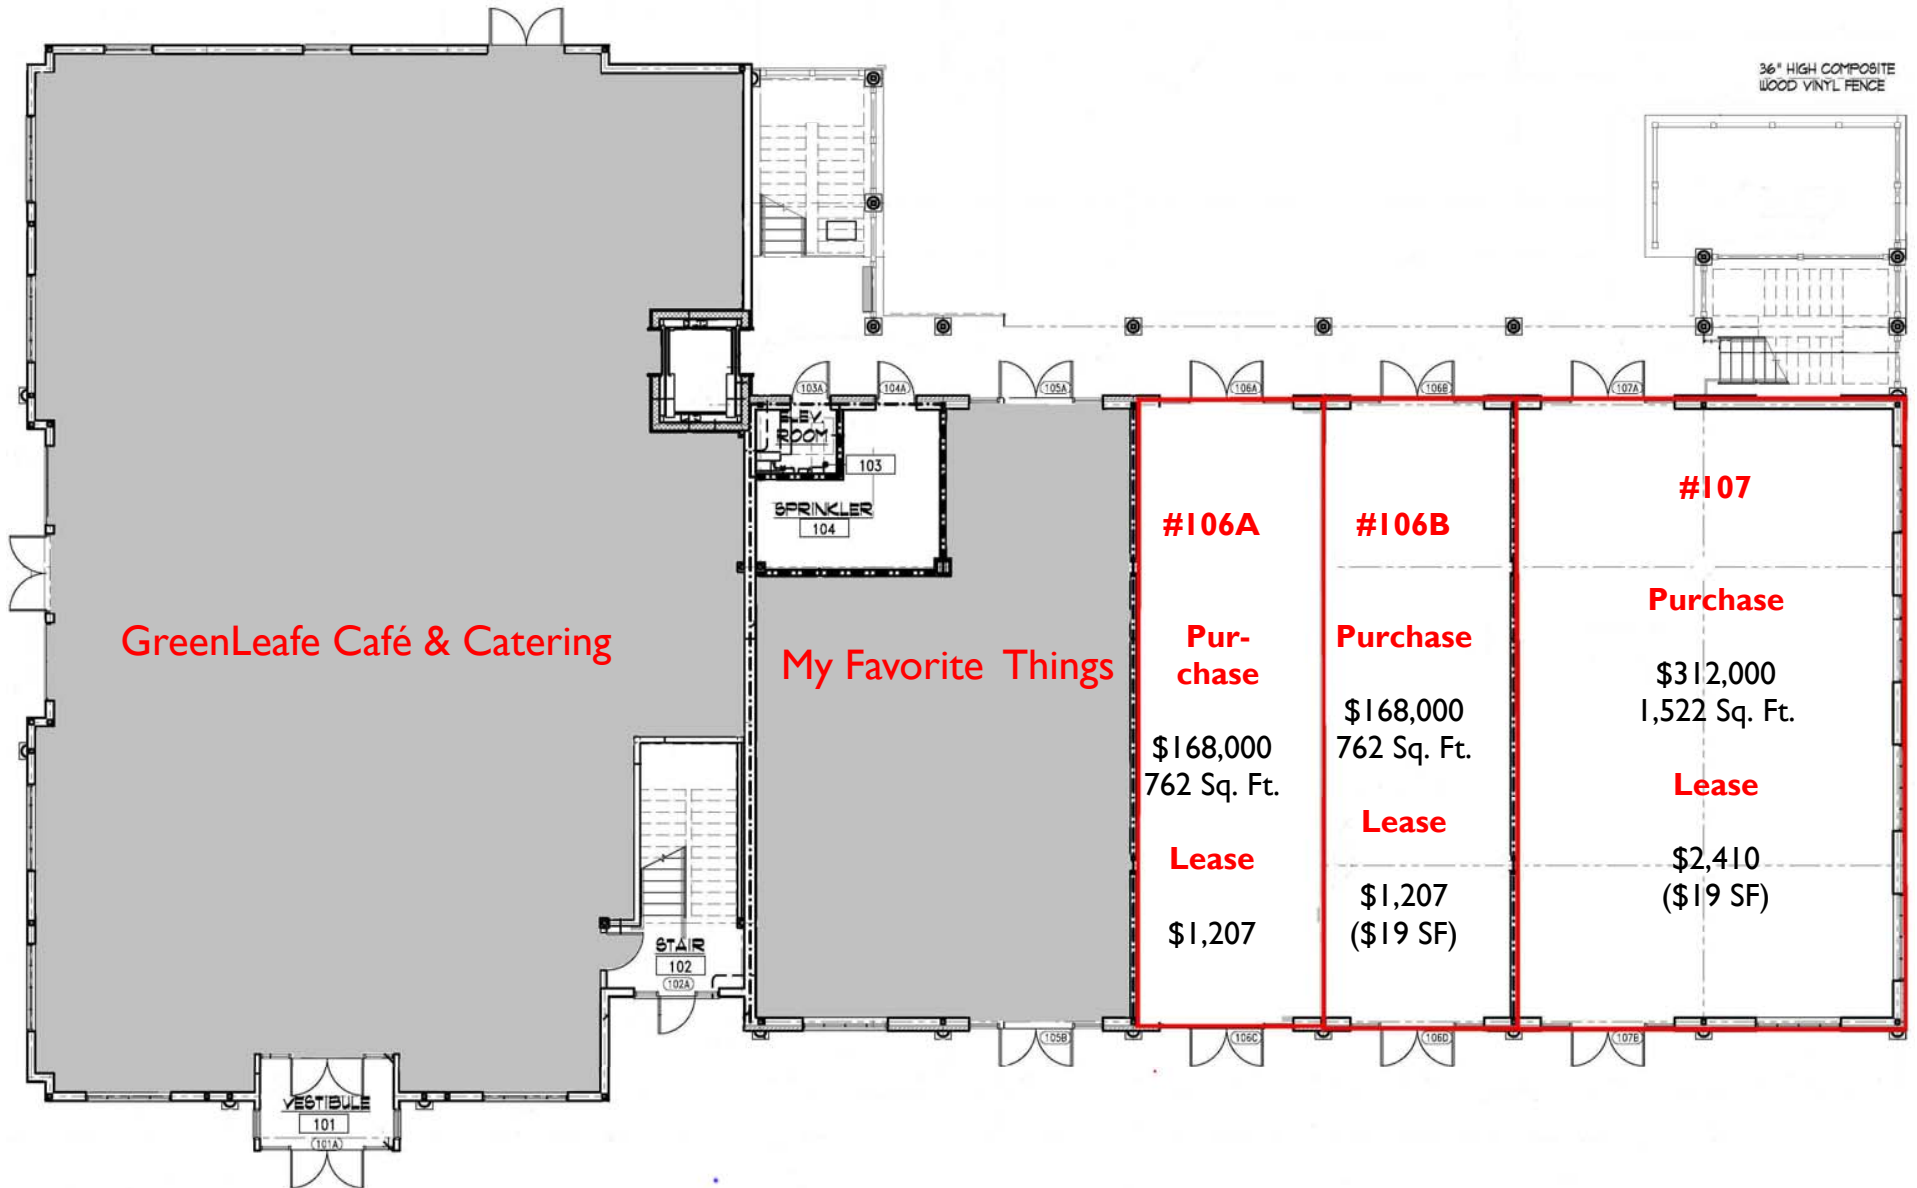 36" HIGH COMPOSITE
WOOD VINYL FENCE
103A
104A
105A
106A
106B
107A
ELEV
ROOM
103
SPRINKLER
104
GreenLeafe Café & Catering
My Favorite Things
#106A
Pur-
chase
$168,000
762 Sq. Ft.
Lease
$1,207
#106B
Purchase
$168,000
762 Sq. Ft.
Lease
$1,207
($19 SF)
#107
Purchase
$312,000
1,522 Sq. Ft.
Lease
$2,410
($19 SF)
STAIR
102
102A
105B
106C
106D
107B
VESTIBULE
101
101A